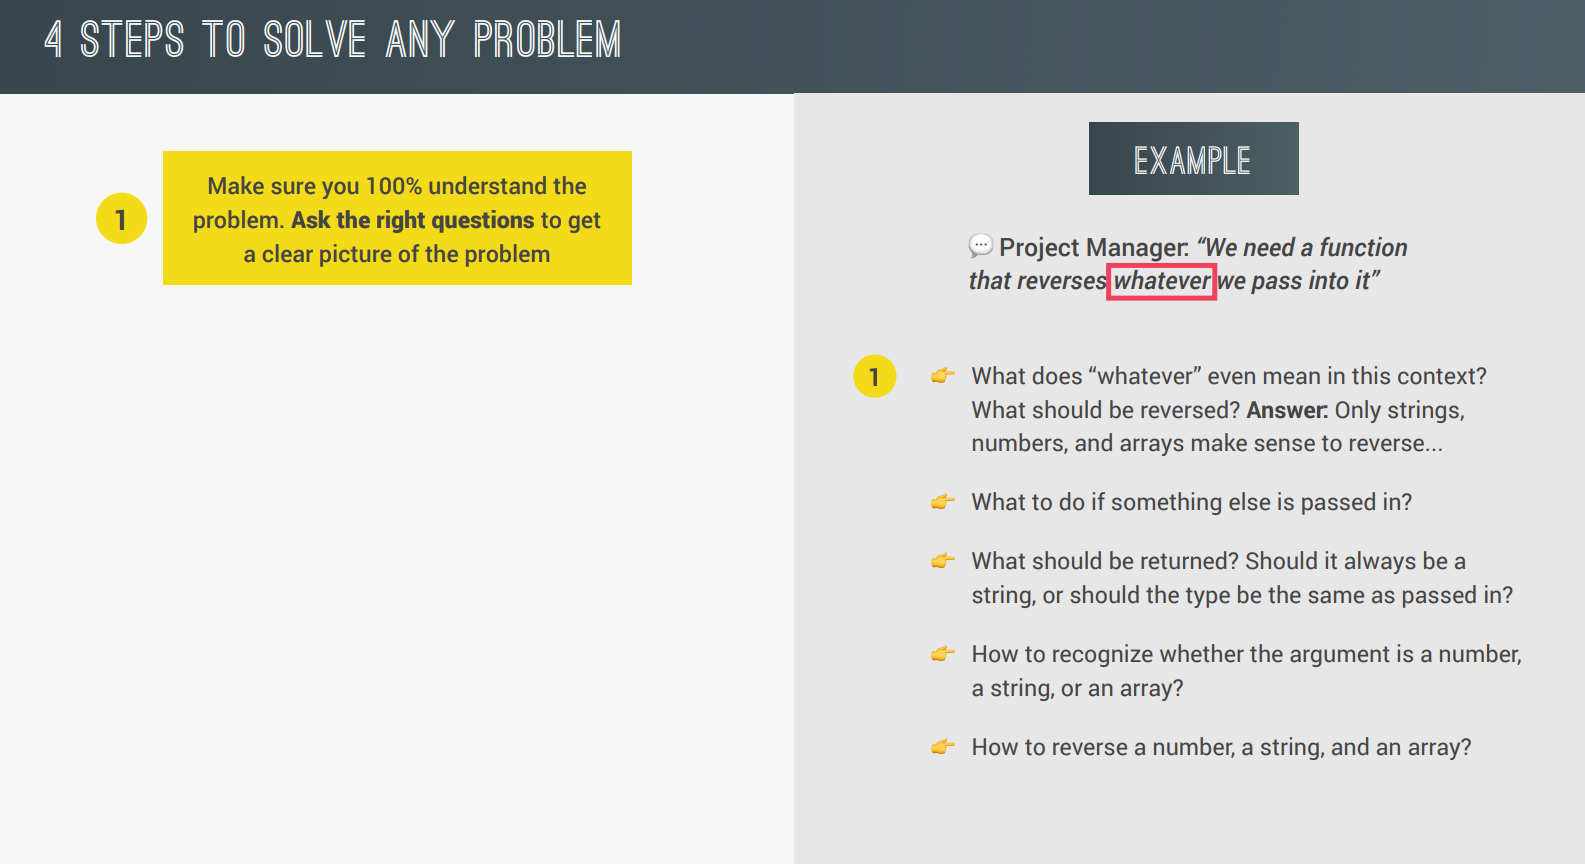 4 STEPS TO SOLVE ANY PROBLEM
1
Make sure you 100% understand the
problem. Ask the right questions to get
a clear picture of the problem
EXAMPLE
Project Manager: “We need a function
that reverses whatever we pass into it”
1
What does “whatever” even mean in this context?
What should be reversed? Answer: Only strings,
numbers, and arrays make sense to reverse...
What to do if something else is passed in?
What should be returned? Should it always be a
string, or should the type be the same as passed in?
How to recognize whether the argument is a number,
a string, or an array?
How to reverse a number, a string, and an array?